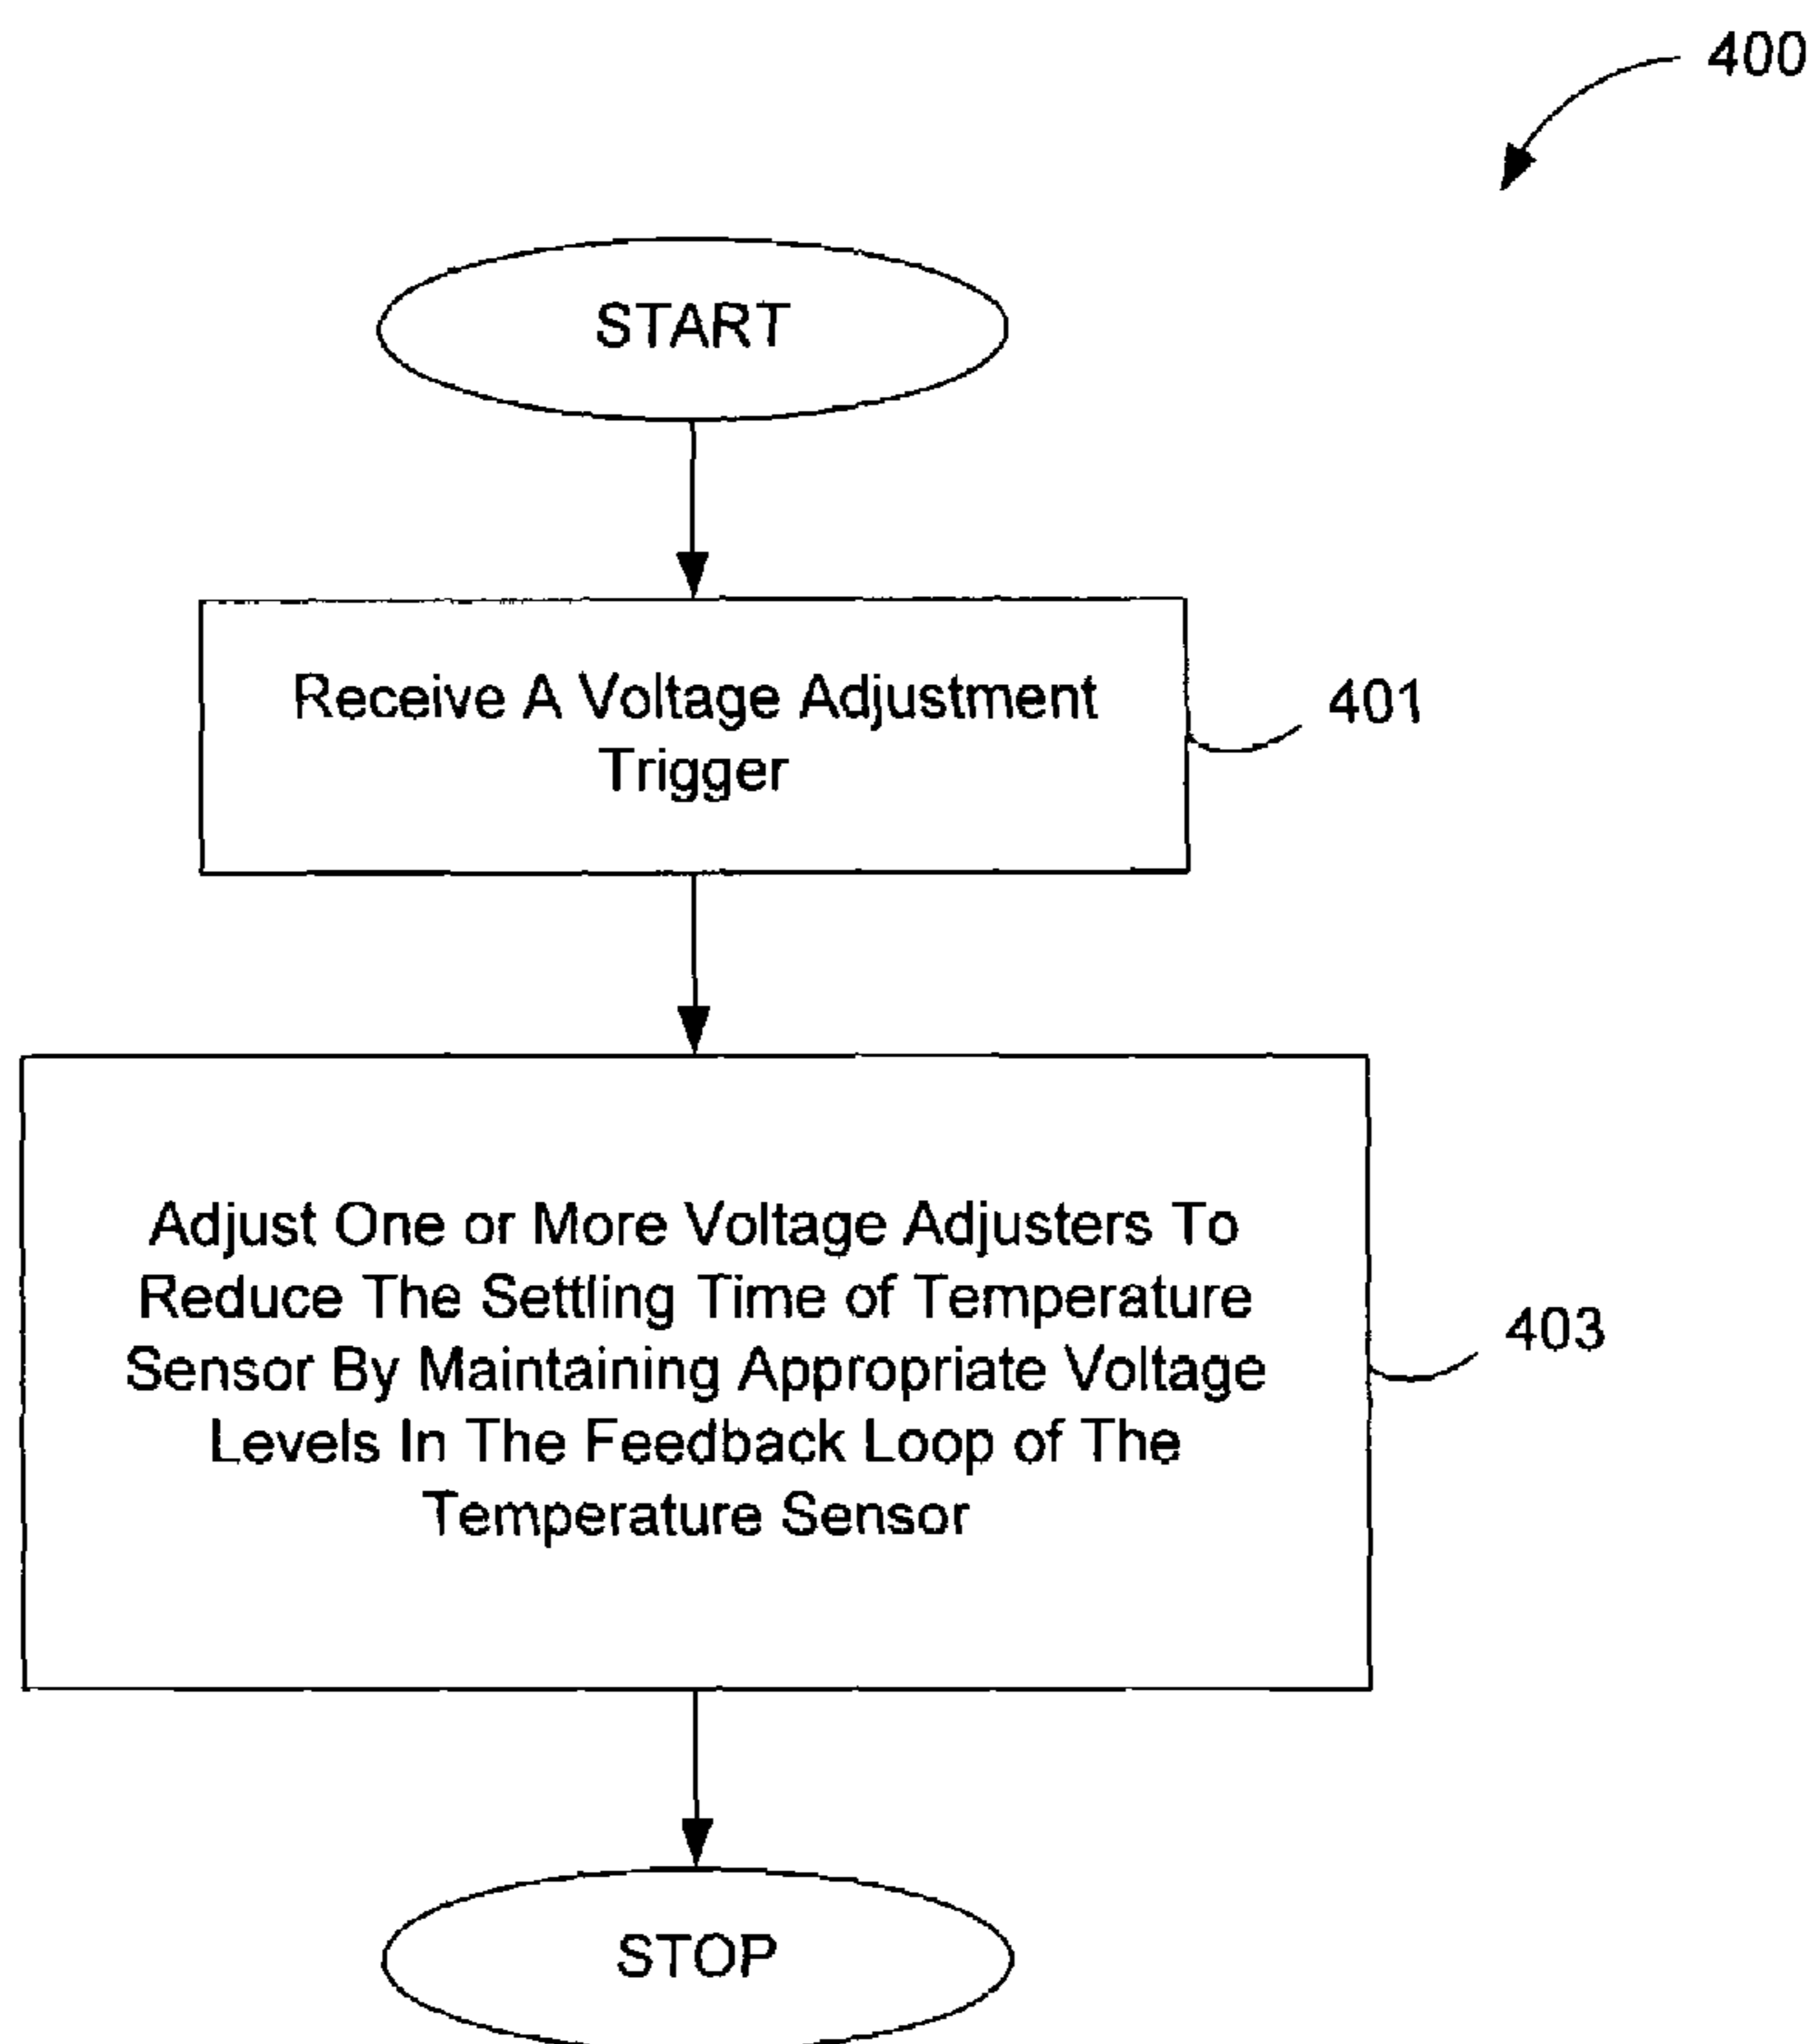 400
START
Receive A Voltage Adjustment
Trigger
401
Adjust One or More Voltage Adjusters To
Reduce The Settling Time of Temperature
Sensor By Maintaining Appropriate Voltage
Levels In The Feedback Loop of The
Temperature Sensor
403
STOP